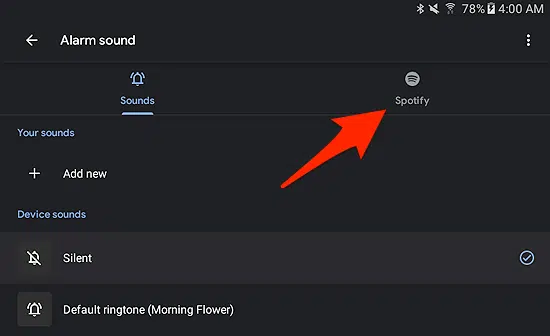 78% 4:00 AM
Alarm sound
Sounds
Spotify
Your sounds
Add new
Device sounds
Silent
Default ringtone (Morning Flower)